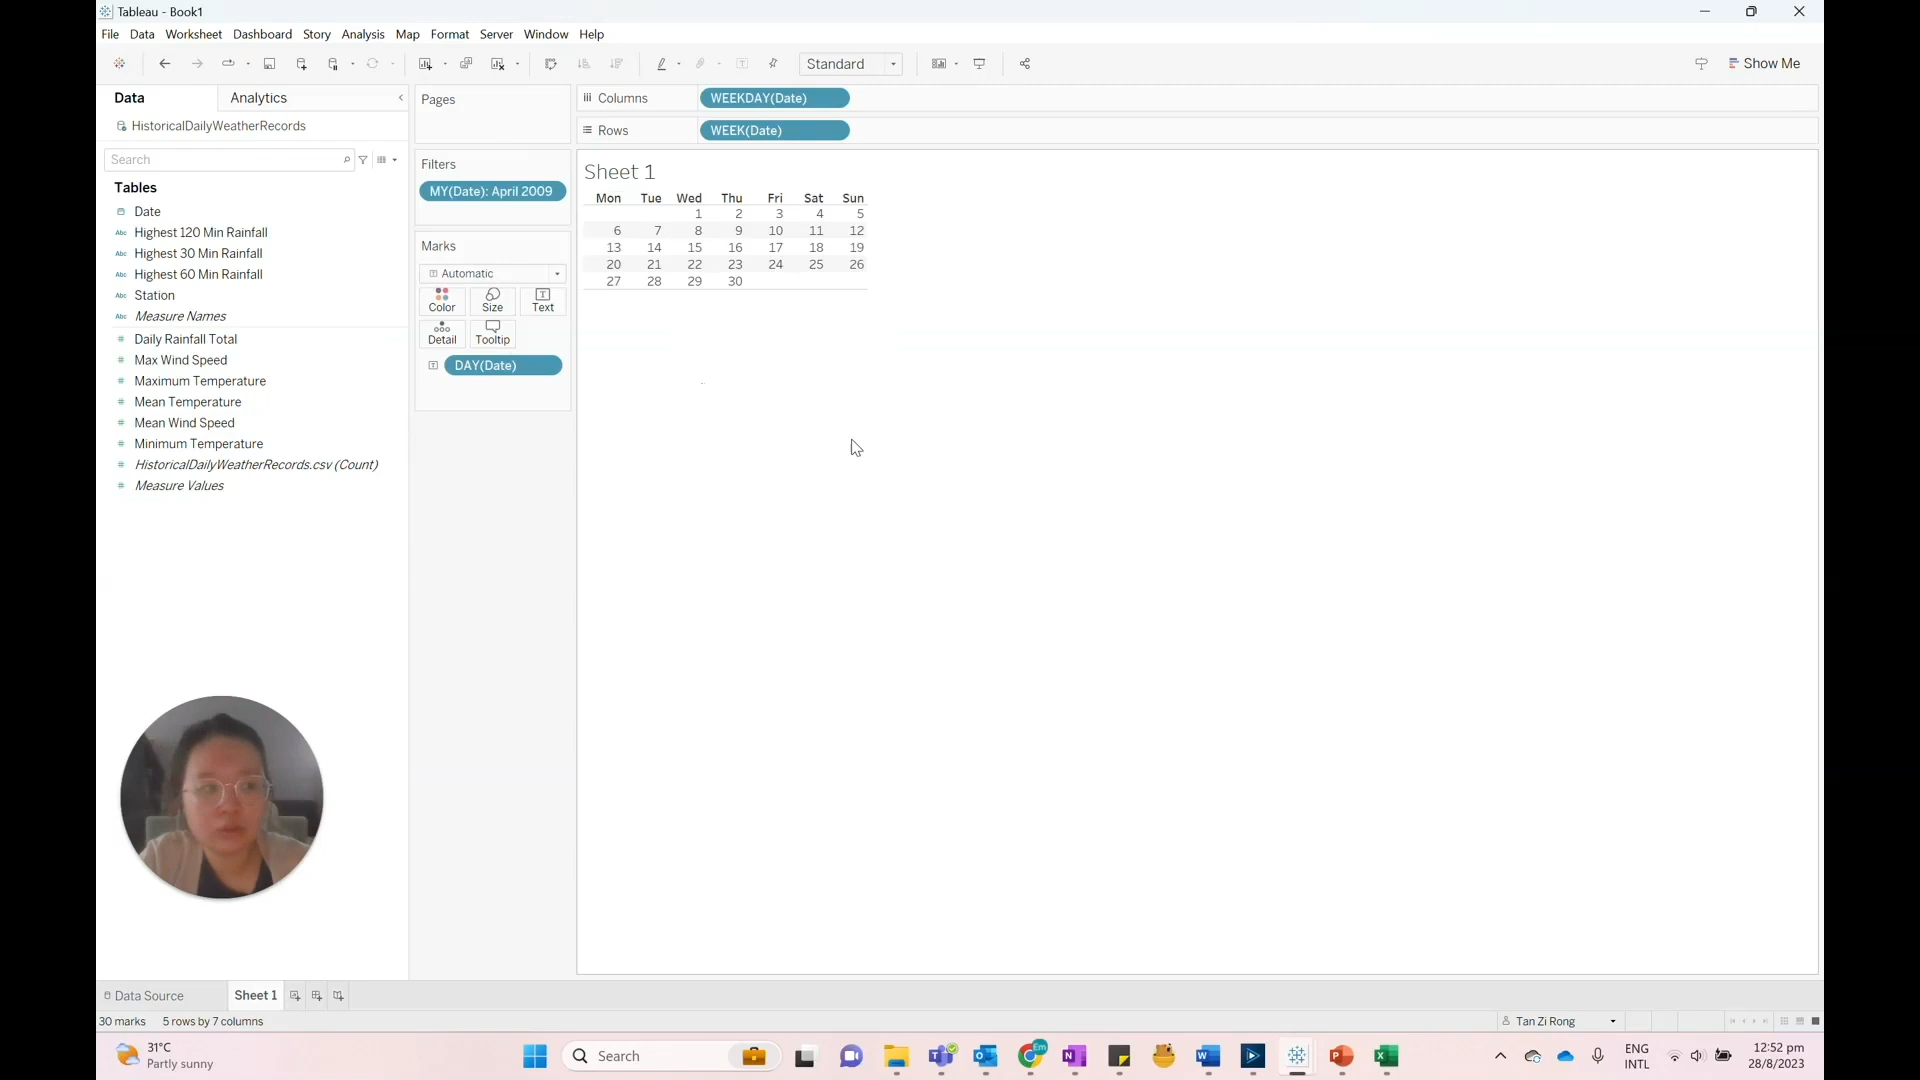 Tableau - Book1
File Data Worksheet Dashboard Story Analysis Map Format Server Window Help
Standard
Show Me
Data Analytics
HistoricalDailyWeatherRecords
Search
Tables
Date
Abc Highest 120 Min Rainfall
Abc Highest 30 Min Rainfall
Abc Highest 60 Min Rainfall
Abc Station
Abc Measure Names
# Daily Rainfall Total
# Max Wind Speed
# Maximum Temperature
# Mean Temperature
# Mean Wind Speed
# Minimum Temperature
# HistoricalDailyWeatherRecords.csv (Count)
# Measure Values
Pages
Filters
MY(Date): April 2009
Marks
Automatic
Color Size Text
Detail Tooltip
DAY(Date)
Columns WEEKDAY(Date)
Rows WEEK(Date)
Sheet 1
Mon Tue Wed Thu Fri Sat Sun
1 2 3 4 5
6 7 8 9 10 11 12
13 14 15 16 17 18 19
20 21 22 23 24 25 26
27 28 29 30
Data Source Sheet 1
30 marks 5 rows by 7 columns
Tan Zi Rong
31°C
Partly sunny
Search
Em
ENG
INTL
12:52 pm
28/8/2023